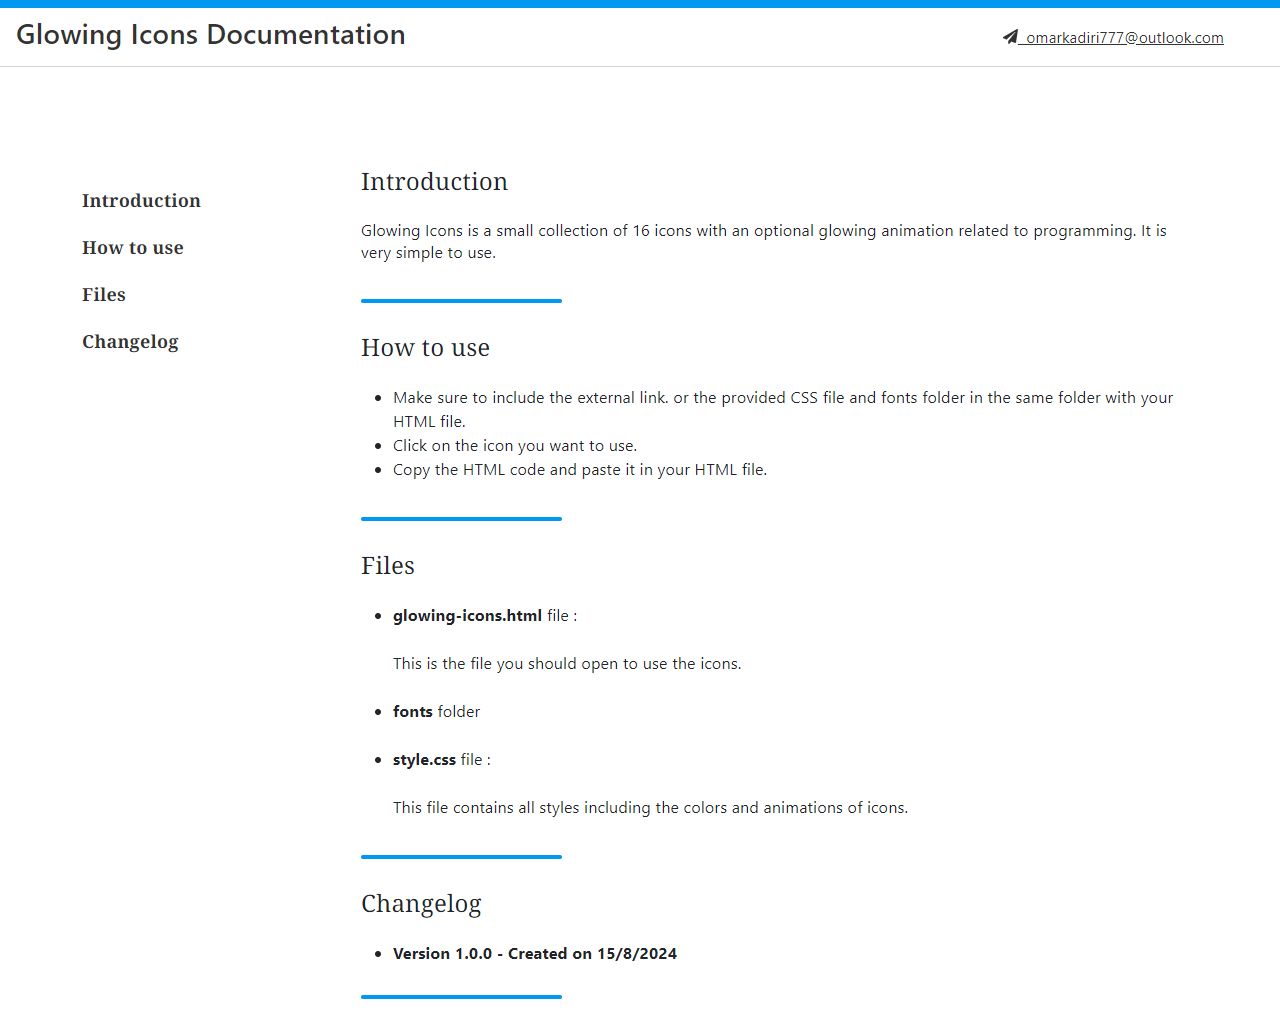 Glowing Icons Documentation
omarkadiri777@outlook.com
Introduction
How to use
Files
Changelog
Introduction
Glowing Icons is a small collection of 16 icons with an optional glowing animation related to programming. It is
very simple to use.
How to use
Make sure to include the external link. or the provided CSS file and fonts folder in the same folder with your
HTML file.
Click on the icon you want to use.
Copy the HTML code and paste it in your HTML file.
Files
glowing-icons.html file :
This is the file you should open to use the icons.
fonts folder
style.css file :
This file contains all styles including the colors and animations of icons.
Changelog
Version 1.0.0 - Created on 15/8/2024